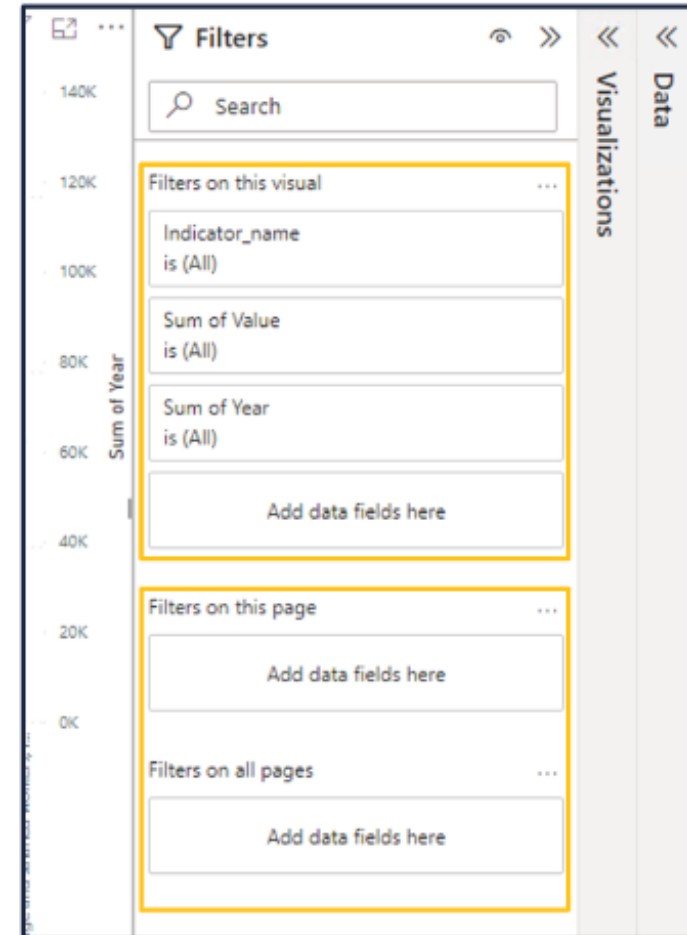 Filters
Search
Filters on this visual
Indicator_name
is (All)
Sum of Value
is (All)
Sum of Year
is (All)
Add data fields here
Filters on this page
Add data fields here
Filters on all pages
Add data fields here
Visualizations
Data
140K
120K
100K
80K
60K
40K
20K
0K
Sum of Year